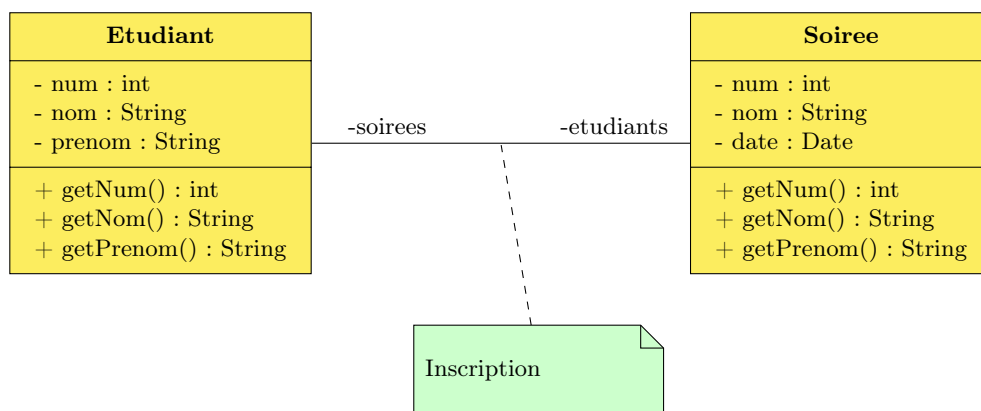 Etudiant
- num : int
- nom : String
- prenom : String
+ getNum() : int
+ getNom() : String
+ getPrenom() : String
-soirees
-etudiants
Soiree
- num : int
- nom : String
- date : Date
+ getNum() : int
+ getNom() : String
+ getPrenom() : String
Inscription